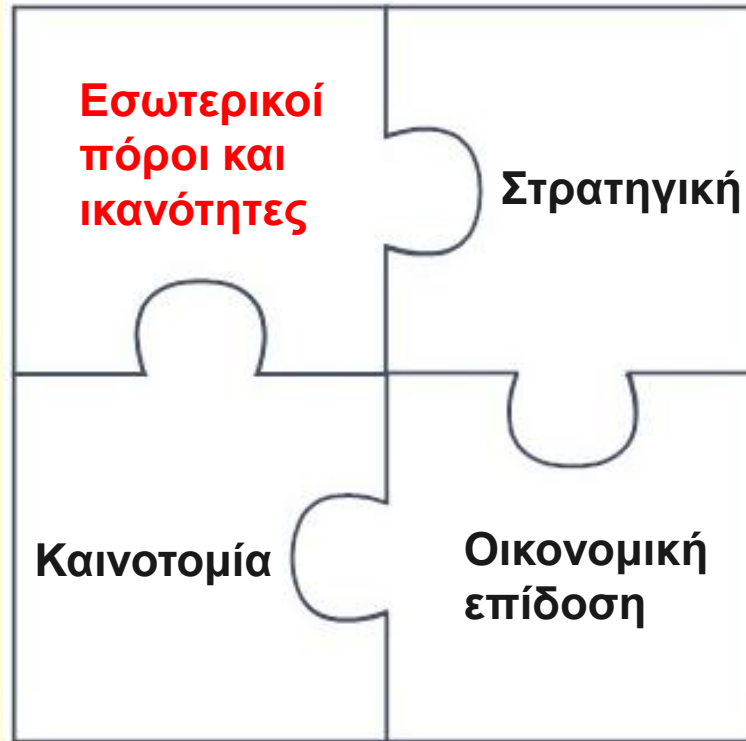 Εσωτερικοί
πόροι και
ικανότητες
Στρατηγική
Καινοτομία
Οικονομική
επίδοση